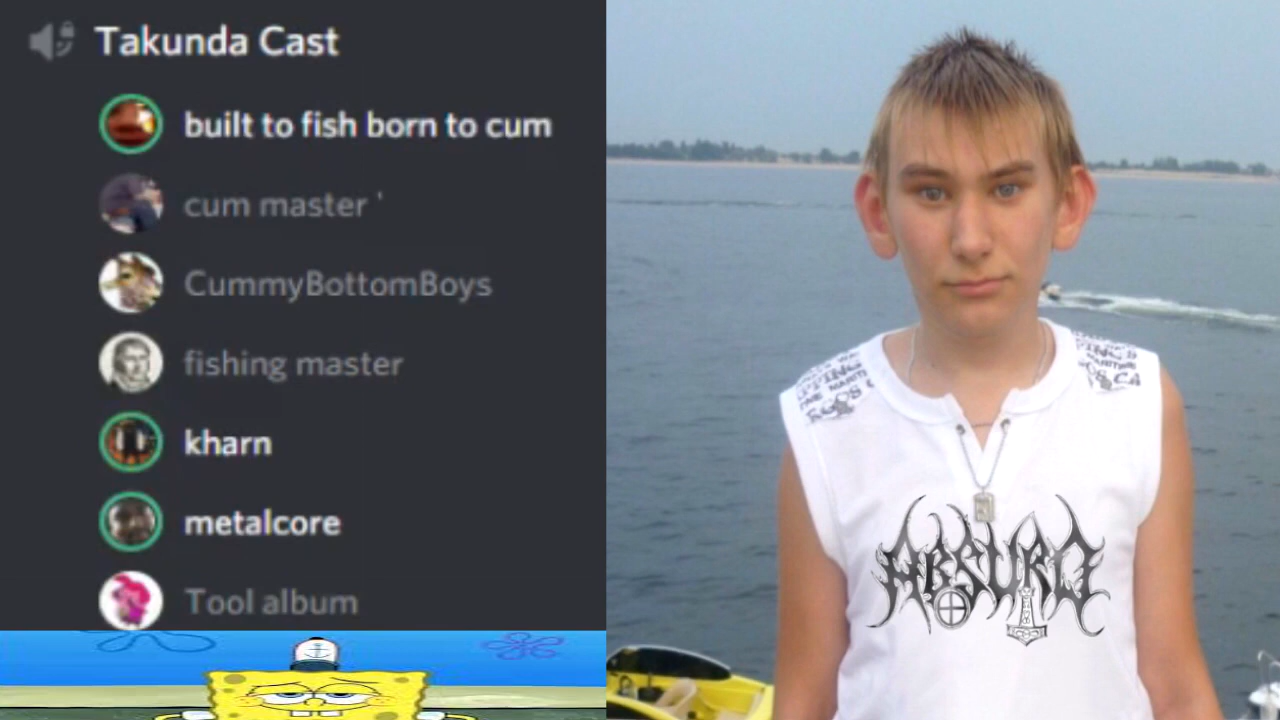 Takunda Cast
built to fish born to cum
cum master '
CummyBottomBoys
fishing master
kharn
metalcore
Tool album
ABSURD